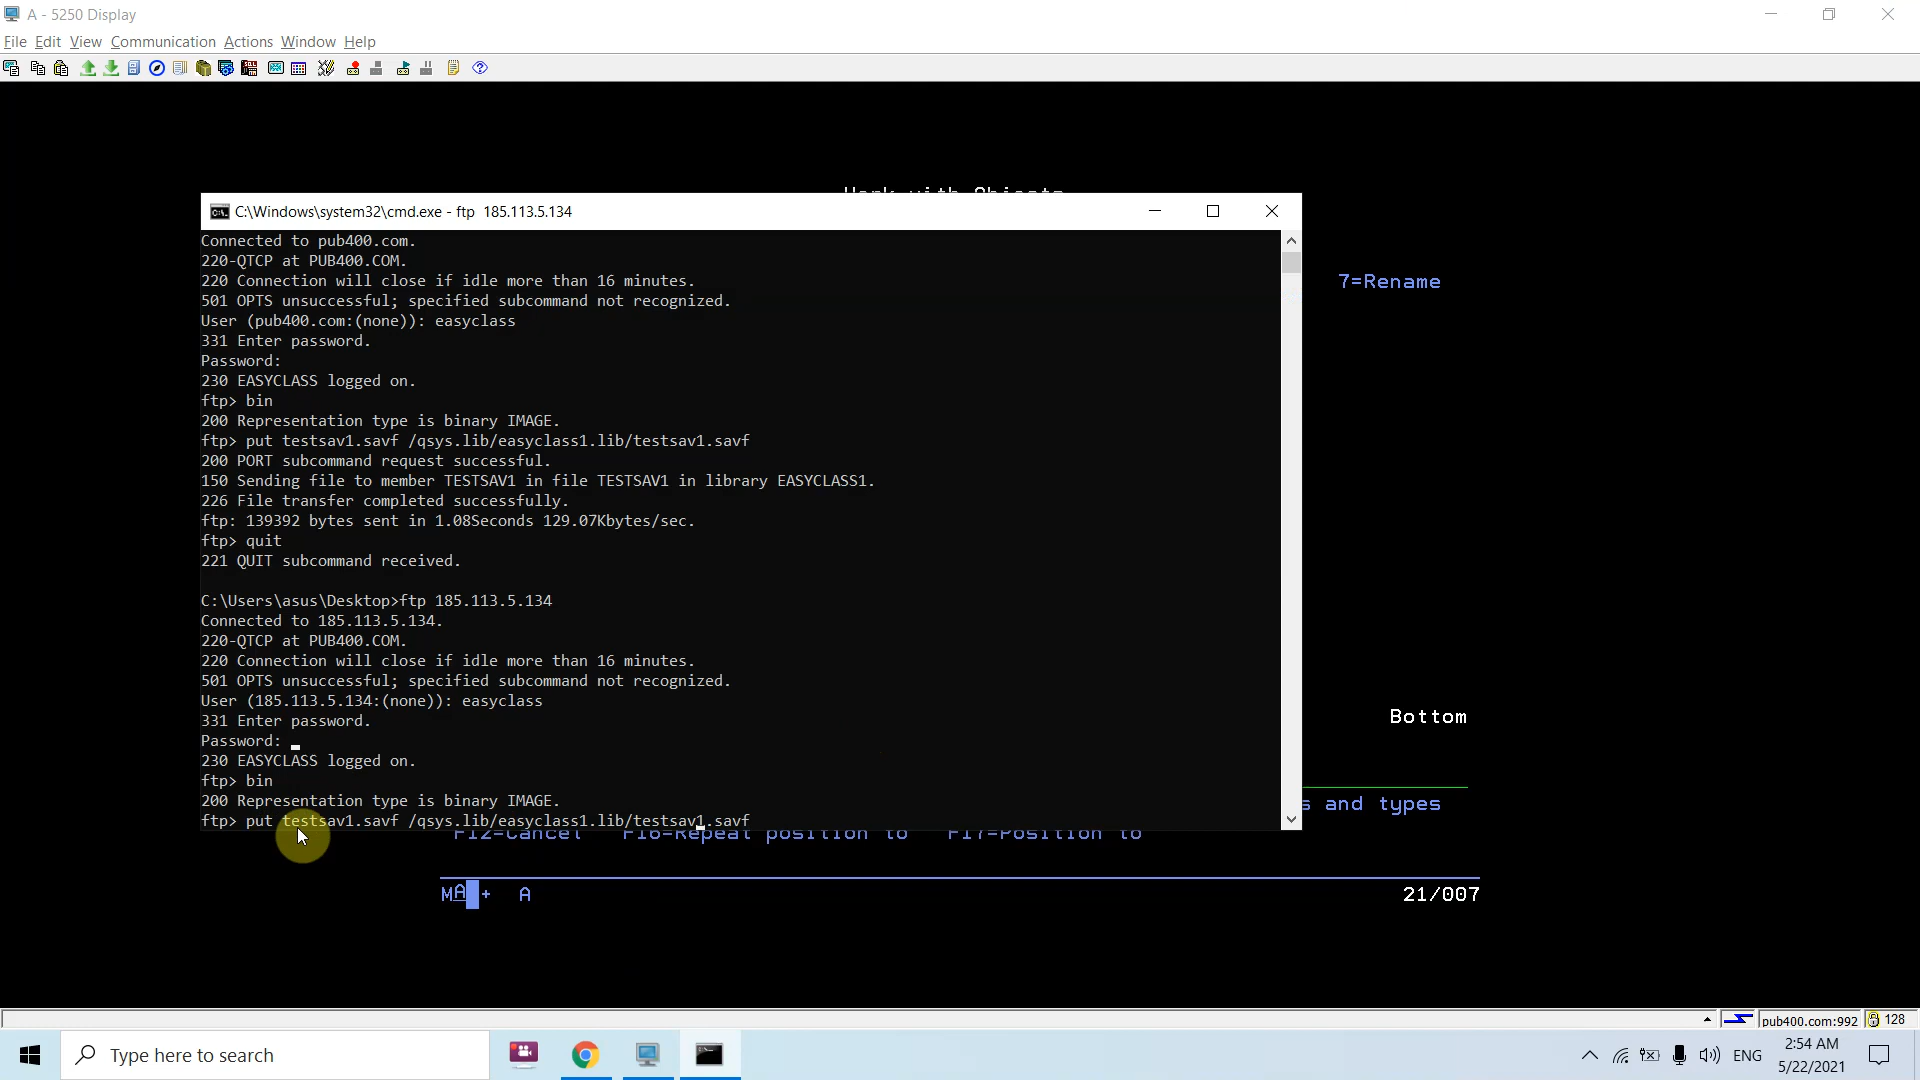 A - 5250 Display
File Edit View Communication Actions Window Help
C:\Windows\system32\cmd.exe - ftp 185.113.5.134
Connected to pub400.com.
220-QTCP at PUB400.COM.
220 Connection will close if idle more than 16 minutes.
501 OPTS unsuccessful; specified subcommand not recognized.
User (pub400.com:(none)): easyclass
331 Enter password.
Password:
230 EASYCLASS logged on.
ftp> bin
200 Representation type is binary IMAGE.
ftp> put testsav1.savf /qsys.lib/easyclass1.lib/testsav1.savf
200 PORT subcommand request successful.
150 Sending file to member TESTSAV1 in file TESTSAV1 in library EASYCLASS1.
226 File transfer completed successfully.
ftp: 139392 bytes sent in 1.08Seconds 129.07Kbytes/sec.
ftp> quit
221 QUIT subcommand received.
C:\Users\asus\Desktop>ftp 185.113.5.134
Connected to 185.113.5.134.
220-QTCP at PUB400.COM.
220 Connection will close if idle more than 16 minutes.
501 OPTS unsuccessful; specified subcommand not recognized.
User (185.113.5.134:(none)): easyclass
331 Enter password.
Password:
230 EASYCLASS logged on.
ftp> bin
200 Representation type is binary IMAGE.
ftp> put testsav1.savf /qsys.lib/easyclass1.lib/testsav1.savf
7=Rename
Bottom
and types
F12=Cancel F16=Repeat position to F17=Position to
MA + A 21/007
pub400.com:992 128
Type here to search
ENG
2:54 AM
5/22/2021